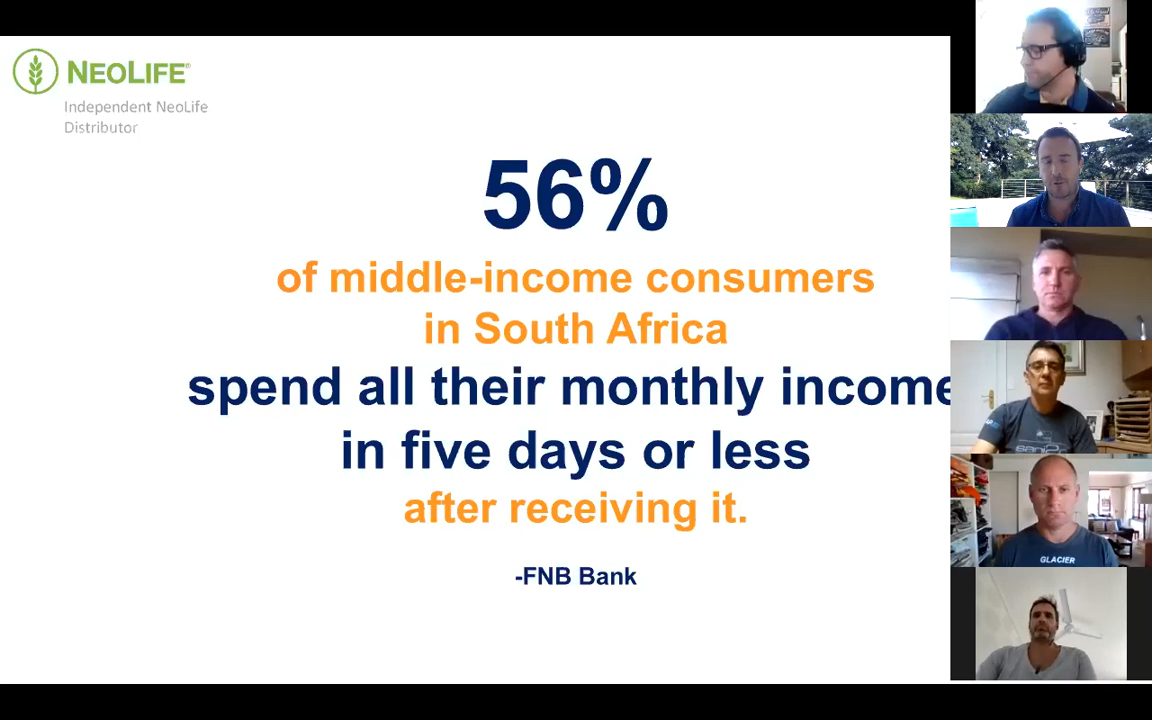 NEOLIFE®
Independent NeoLife
Distributor
56%
of middle-income consumers
in South Africa
spend all their monthly income
in five days or less
after receiving it.
-FNB Bank
GLACIER